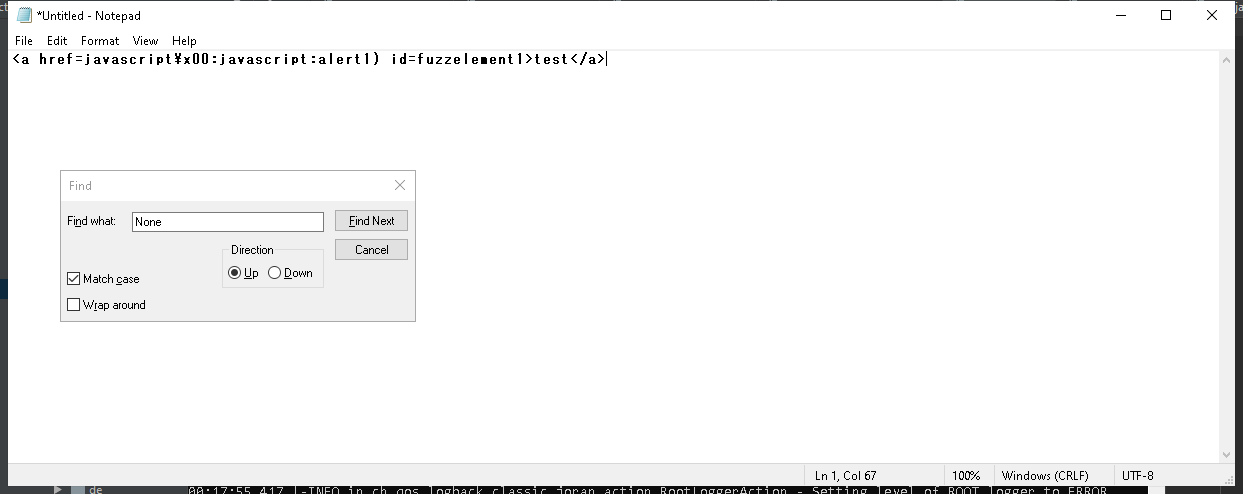 *Untitled - Notepad
File Edit Format View Help
<a href=javascript¥x00:javascript:alert1) id=fuzzelement1>test</a>
Find
Find what: None
Find Next
Direction
Cancel
Up Down
Match case
Wrap around
Ln 1, Col 67 100% Windows (CRLF) UTF-8
de 00:17:55,417 |-INFO in ch.qos.logback.classic.joran.action.RootLoggerAction - Setting level of ROOT logger to ERROR